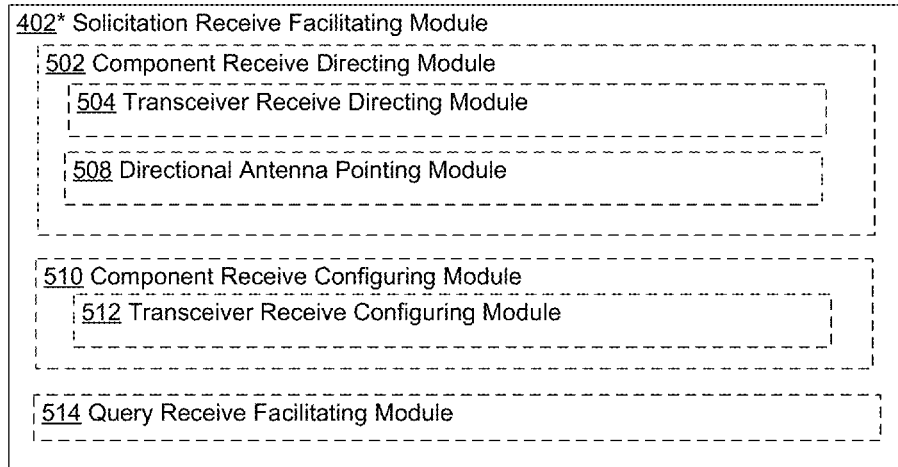 402* Solicitation Receive Facilitating Module
502 Component Receive Directing Module
504 Transceiver Receive Directing Module
508 Directional Antenna Pointing Module
510 Component Receive Configuring Module
512 Transceiver Receive Configuring Module
514 Query Receive Facilitating Module